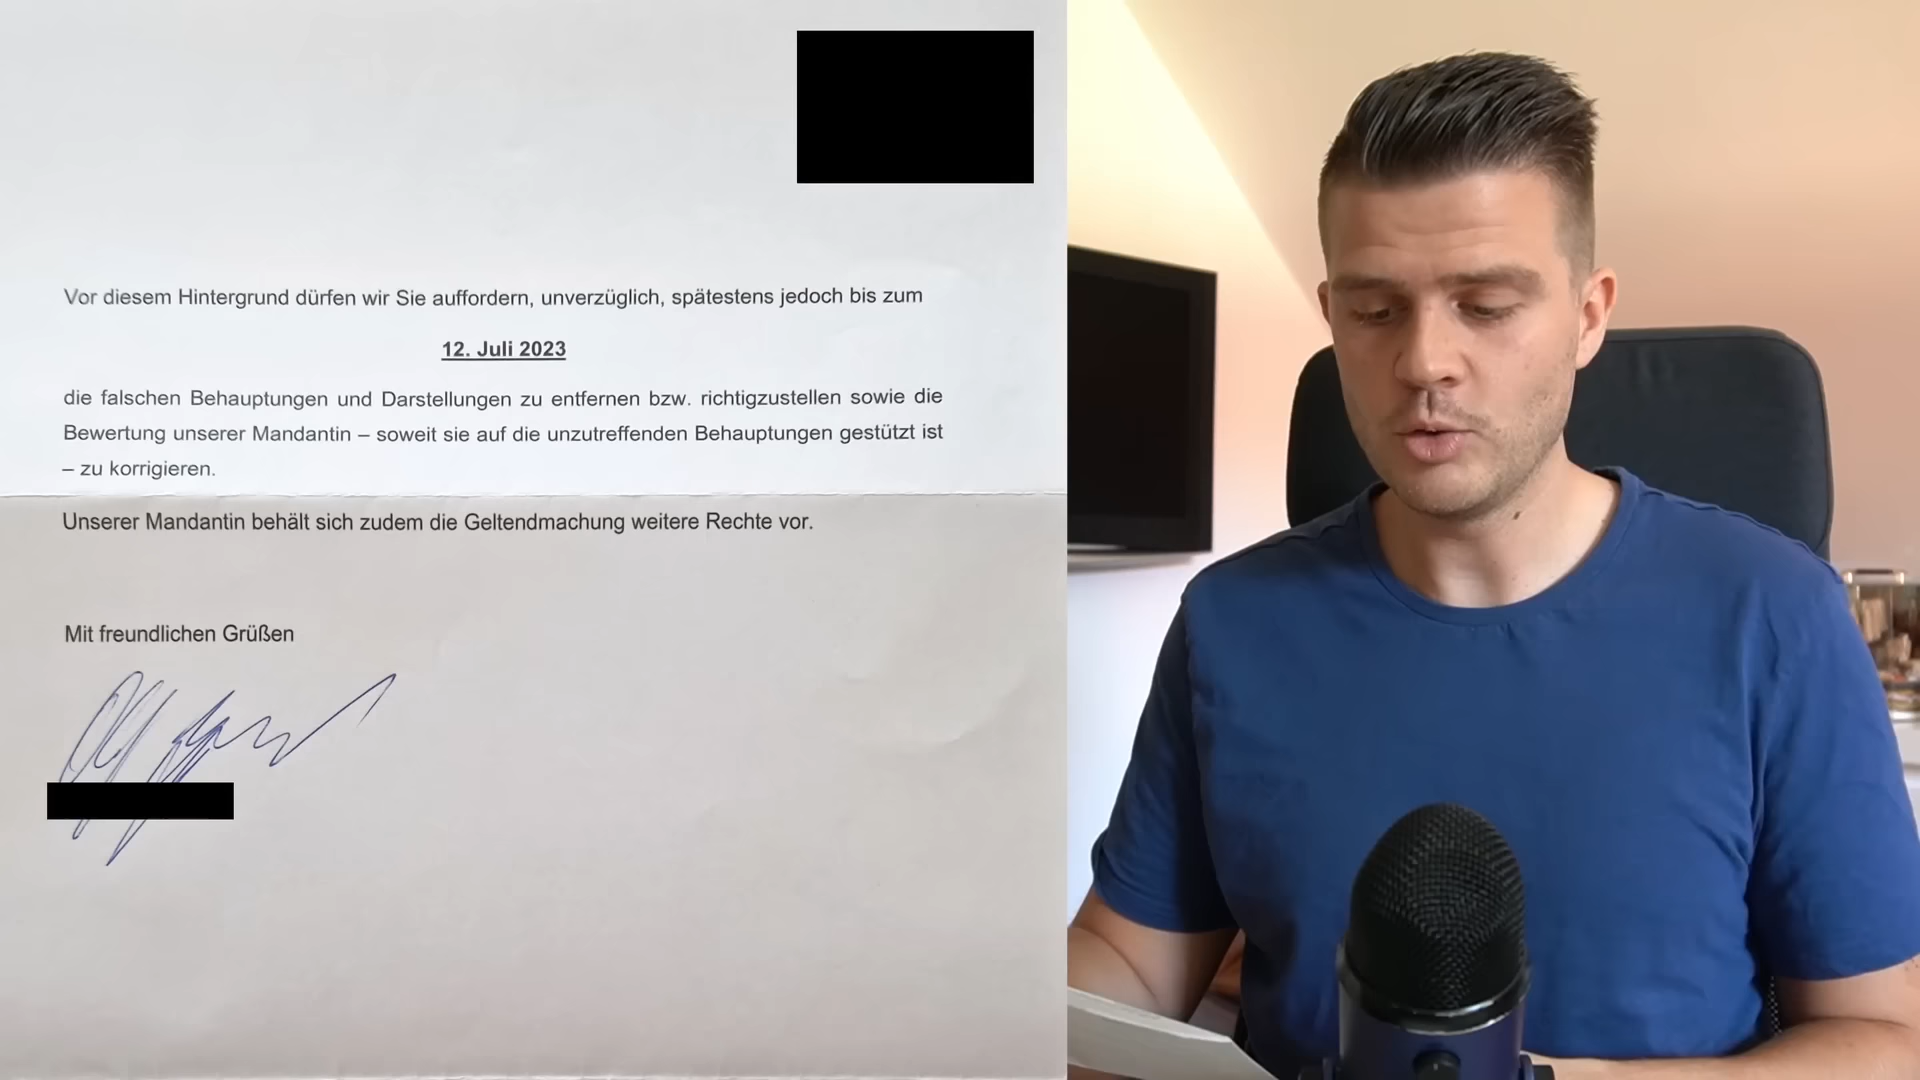 Vor diesem Hintergrund dürfen wir Sie auffordern, unverzüglich, spätestens jedoch bis zum
12. Juli 2023
die falschen Behauptungen und Darstellungen zu entfernen bzw. richtigzustellen sowie die
Bewertung unserer Mandantin – soweit sie auf die unzutreffenden Behauptungen gestützt ist
– zu korrigieren.
Unserer Mandantin behält sich zudem die Geltendmachung weitere Rechte vor.
Mit freundlichen Grüßen